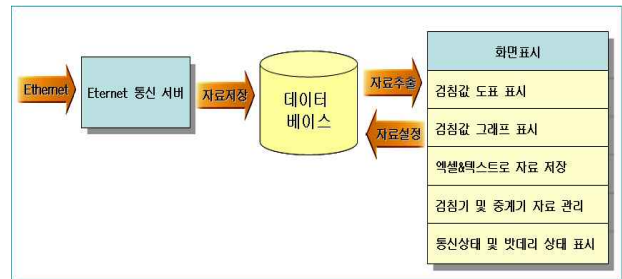 Ethernet
Eternet 통신 서버
자료저장
데이터
베이스
자료추출
자료설정
화면표시
검침값 도표 표시
검침값 그래프 표시
엑셀&텍스트로 자료 저장
검침기 및 중계기 자료 관리
통신상태 및 밧데리 상태 표시